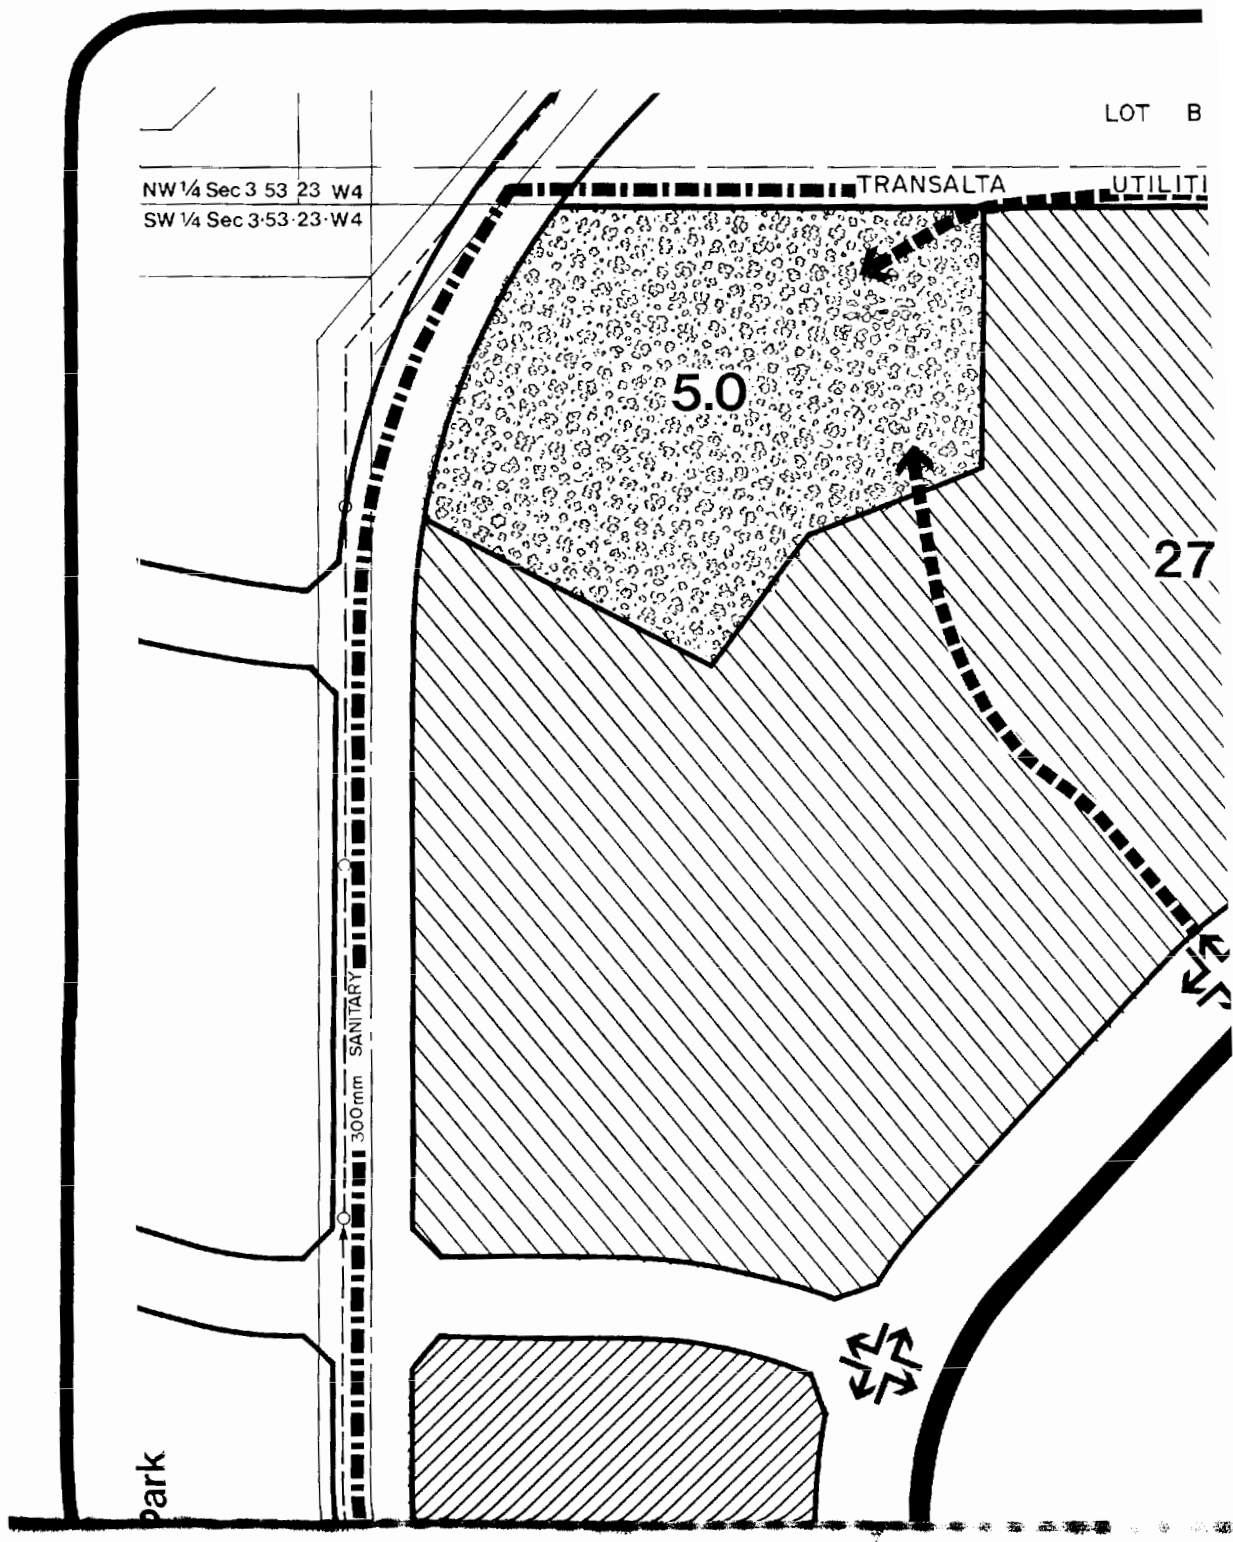 LOT B
NW ¼ Sec 3 53 23 W4
TRANSALTA UTILITI
SW ¼ Sec 3·53·23·W4
5.0
27
300mm SANITARY
Park